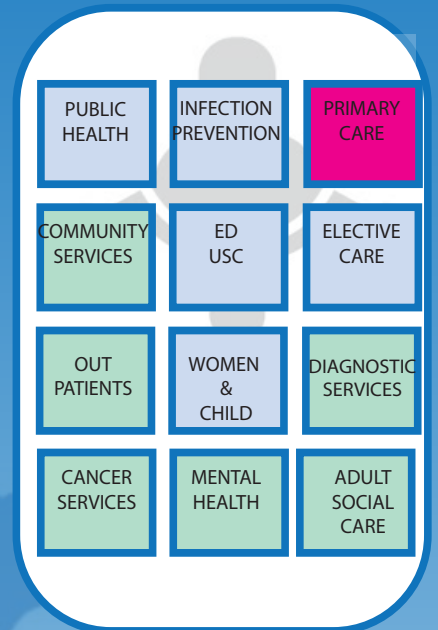 PUBLIC
HEALTH
INFECTION
PREVENTION
PRIMARY
CARE
COMMUNITY
SERVICES
ED
USC
ELECTIVE
CARE
OUT
PATIENTS
WOMEN
&
CHILD
DIAGNOSTIC
SERVICES
CANCER
SERVICES
MENTAL
HEALTH
ADULT
SOCIAL
CARE